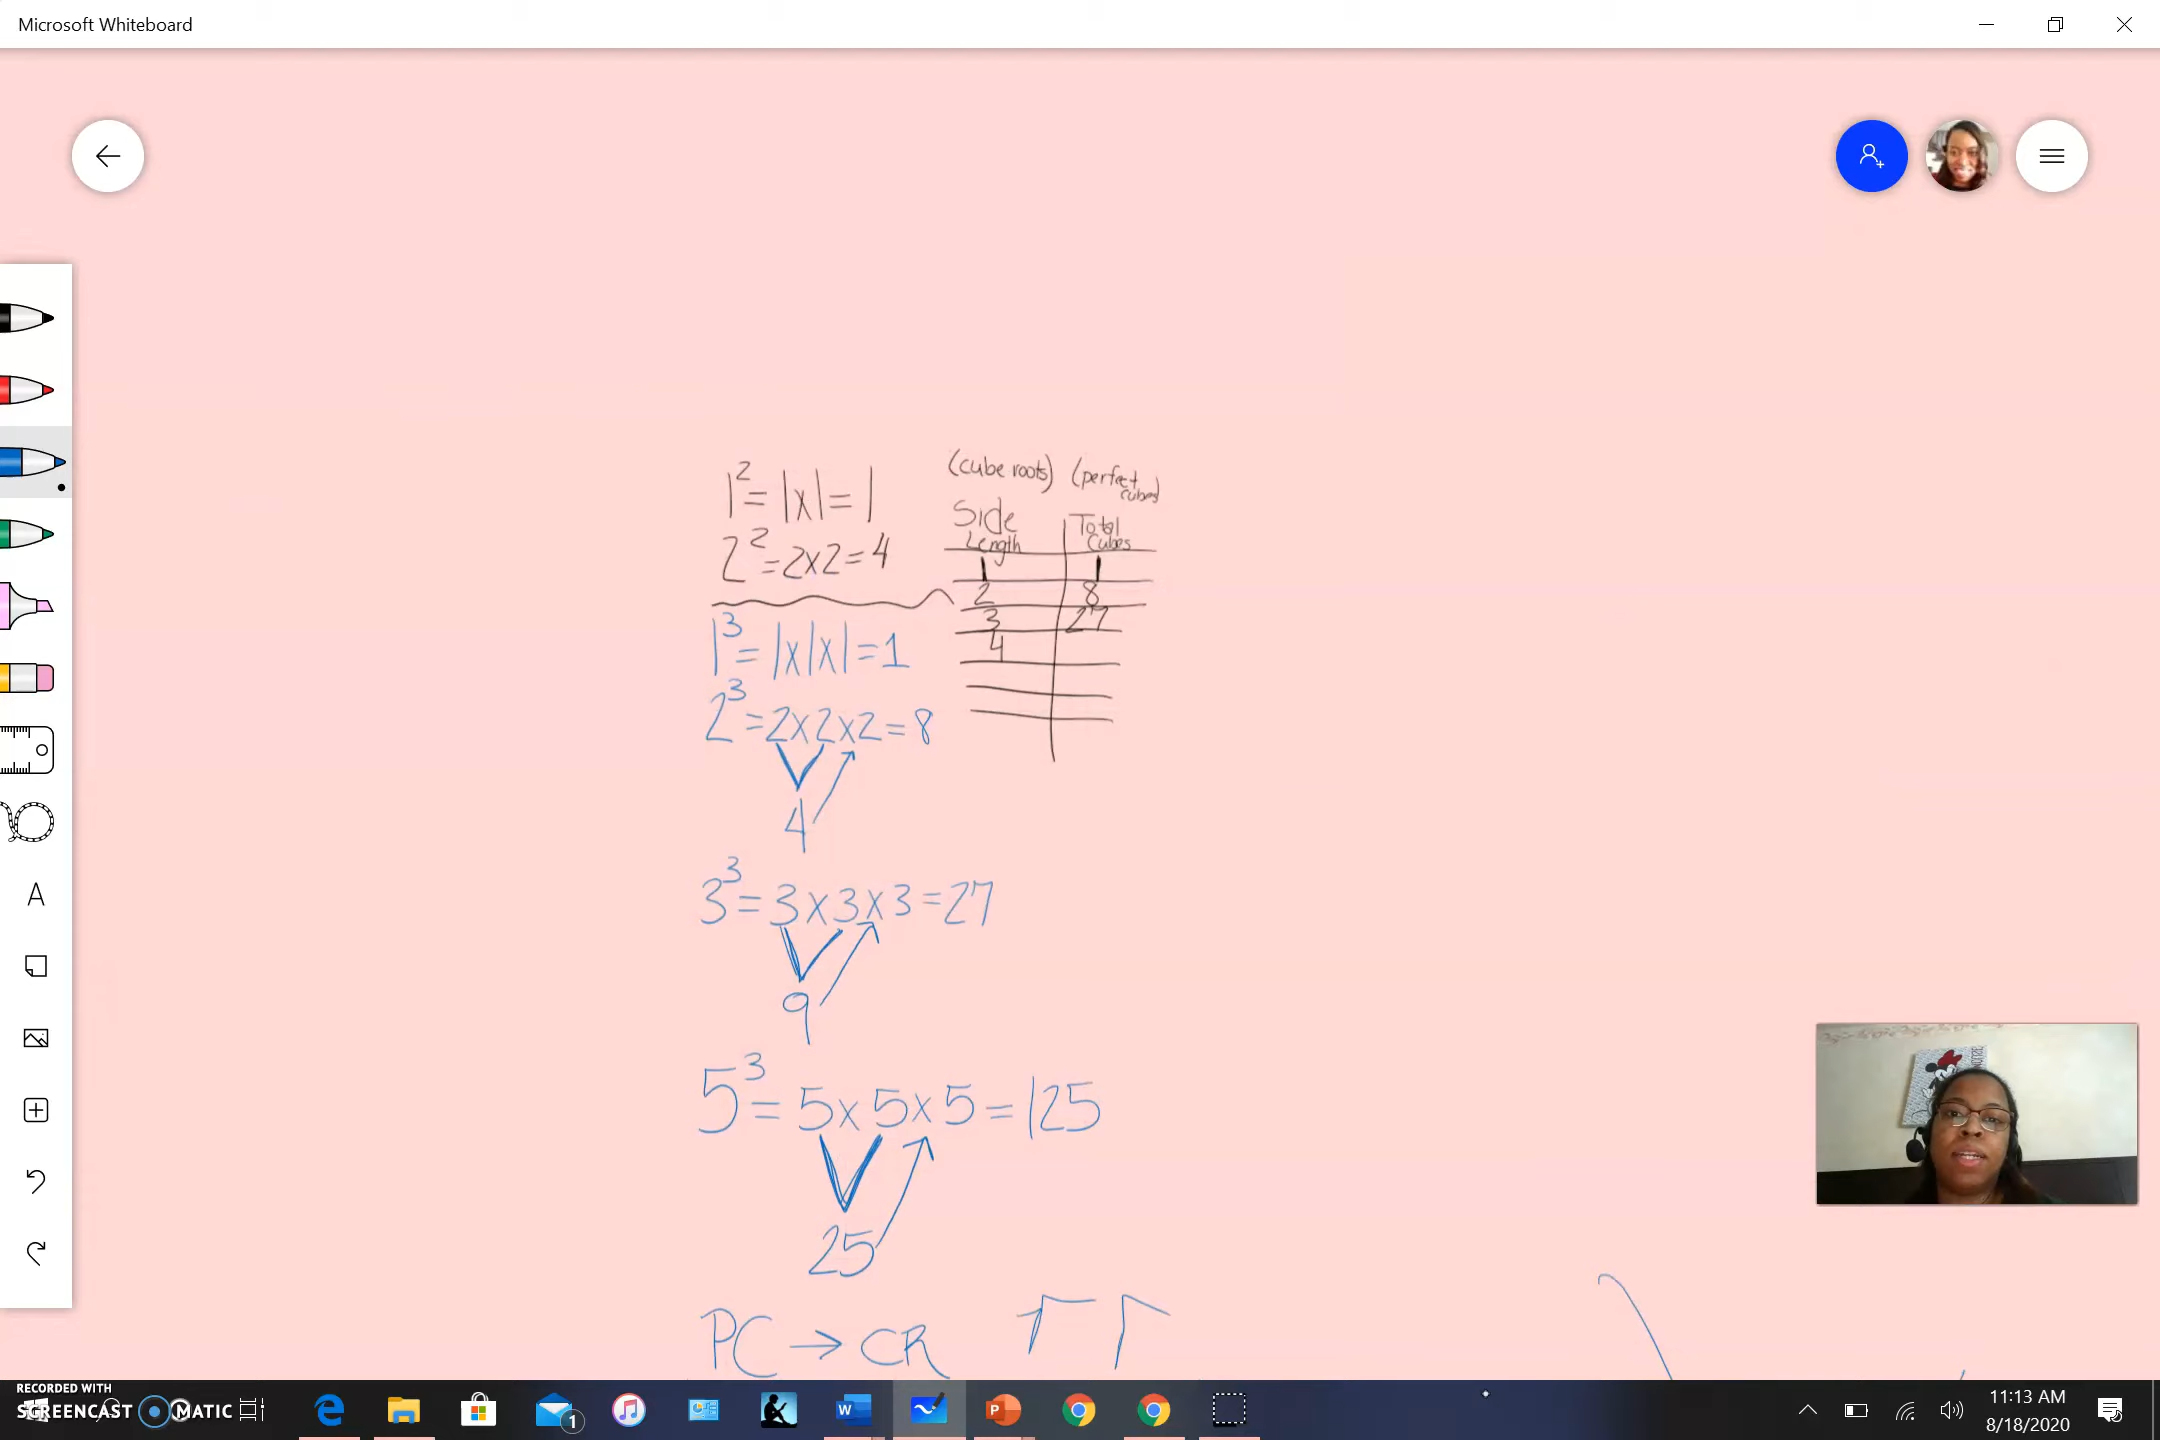 Microsoft Whiteboard
1² = 1x1 = 1
2² = 2x2 = 4
(cube roots) (perfect cubes)
Side Length Total Cubes
1 1
2 8
3 27
4
1³ = 1x1x1 = 1
2³ = 2x2x2 = 8
4
3³ = 3x3x3 = 27
9
5³ = 5x5x5 = 125
25
PC → CR
A
RECORDED WITH
SCREENCAST MATIC
1
11:13 AM
8/18/2020